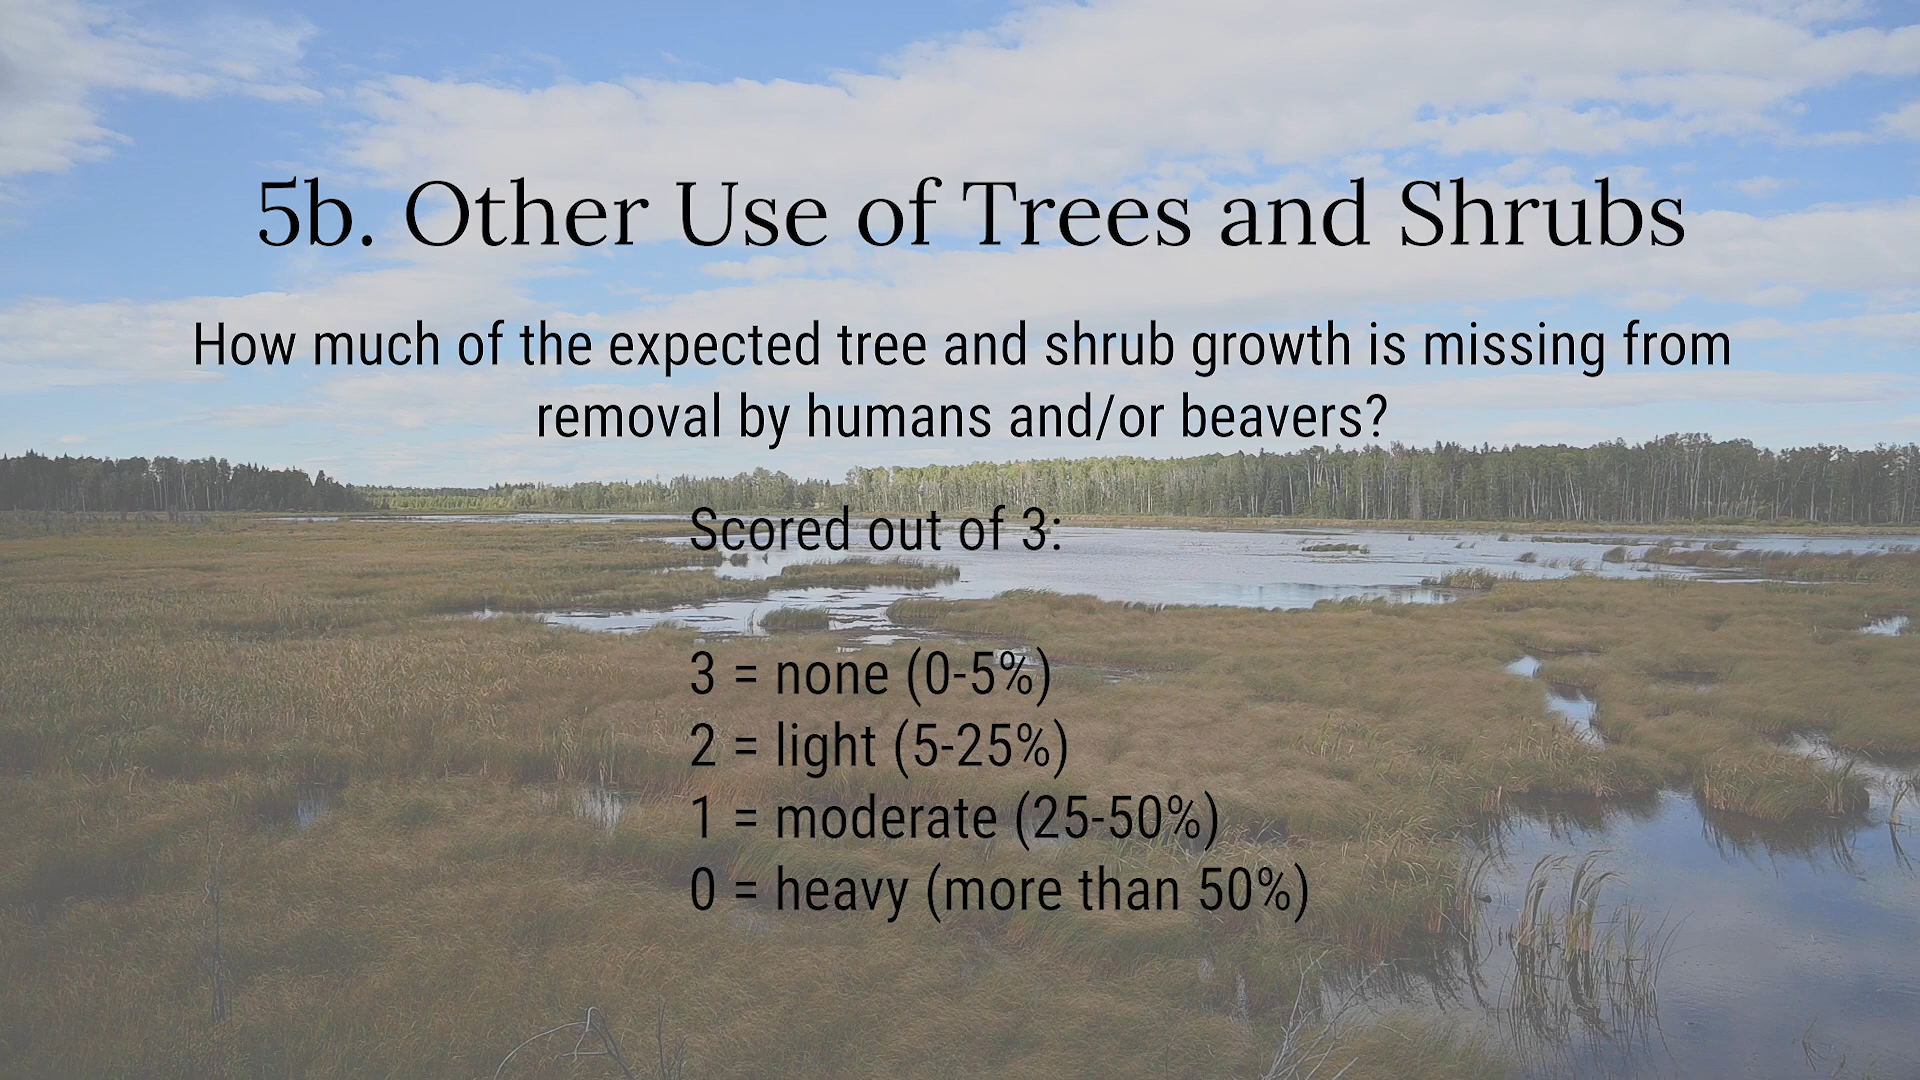 5b. Other Use of Trees and Shrubs
How much of the expected tree and shrub growth is missing from
removal by humans and/or beavers?
Scored out of 3:
3 = none (0-5%)
2 = light (5-25%)
1 = moderate (25-50%)
0 = heavy (more than 50%)